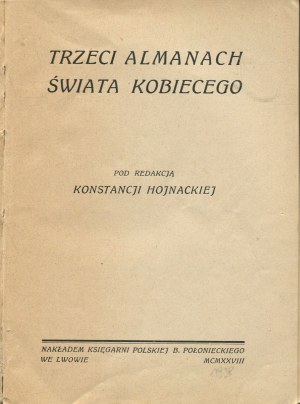 TRZECI ALMANACH
ŚWIATA KOBIECEGO
POD REDAKCJĄ
KONSTANCJI HOJNACKIEJ
NAKŁADEM KSIĘGARNI POLSKIEJ B. POŁONIECKIEGO
WE LWOWIE MCMXXVIII